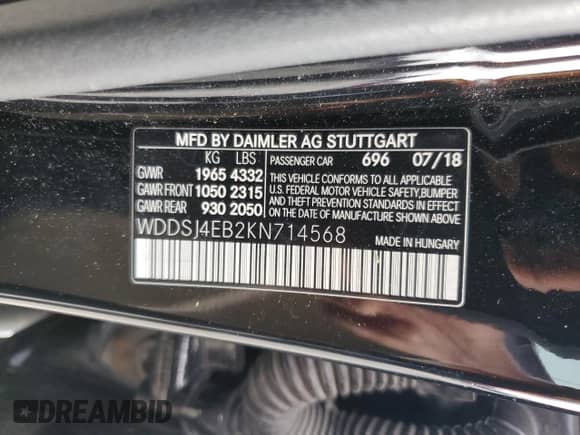 MFD BY DAIMLER AG STUTTGART
KG LBS PASSENGER CAR 696 07/18
GVWR 1965 4332 THIS VEHICLE CONFORMS TO ALL APPLICABLE
GAWR FRONT 1050 2315 U.S. FEDERAL MOTOR VEHICLE SAFETY, BUMPER
AND THEFT PREVENTION STANDARDS IN EFFECT
GAWR REAR 930 2050 ON THE DATE OF MANUFACTURE SHOWN ABOVE.
WDDSJ4EB2KN714568 MADE IN HUNGARY
DREAMBID